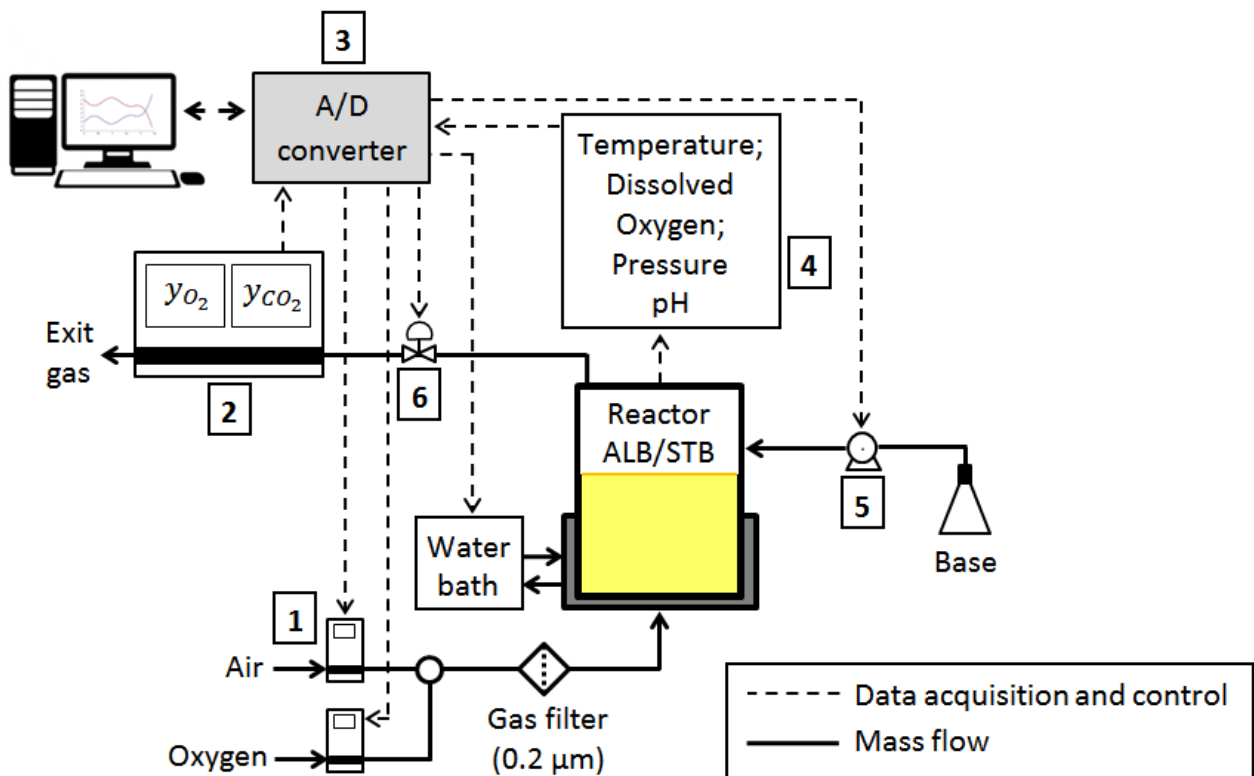 3
A/D
converter
Temperature;
Dissolved
Oxygen;
Pressure
pH
4
y_{O_2}
y_{CO_2}
Exit
gas
2
6
Reactor
ALB/STB
5
Base
Water
bath
1
Air
Oxygen
Gas filter
(0.2 µm)
Data acquisition and control
Mass flow